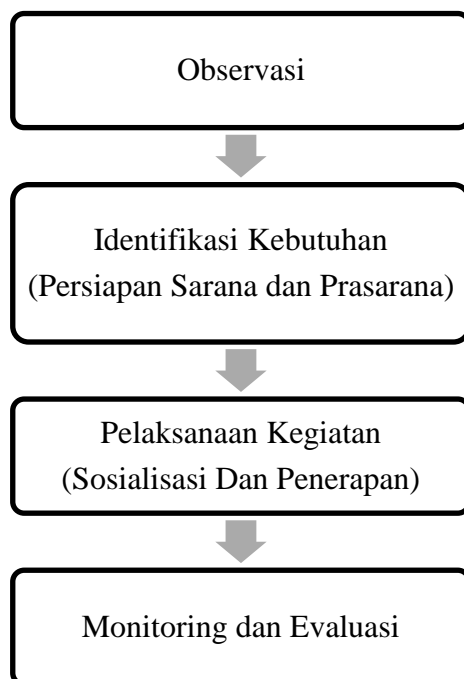 Observasi
Identifikasi Kebutuhan
(Persiapan Sarana dan Prasarana)
Pelaksanaan Kegiatan
(Sosialisasi Dan Penerapan)
Monitoring dan Evaluasi